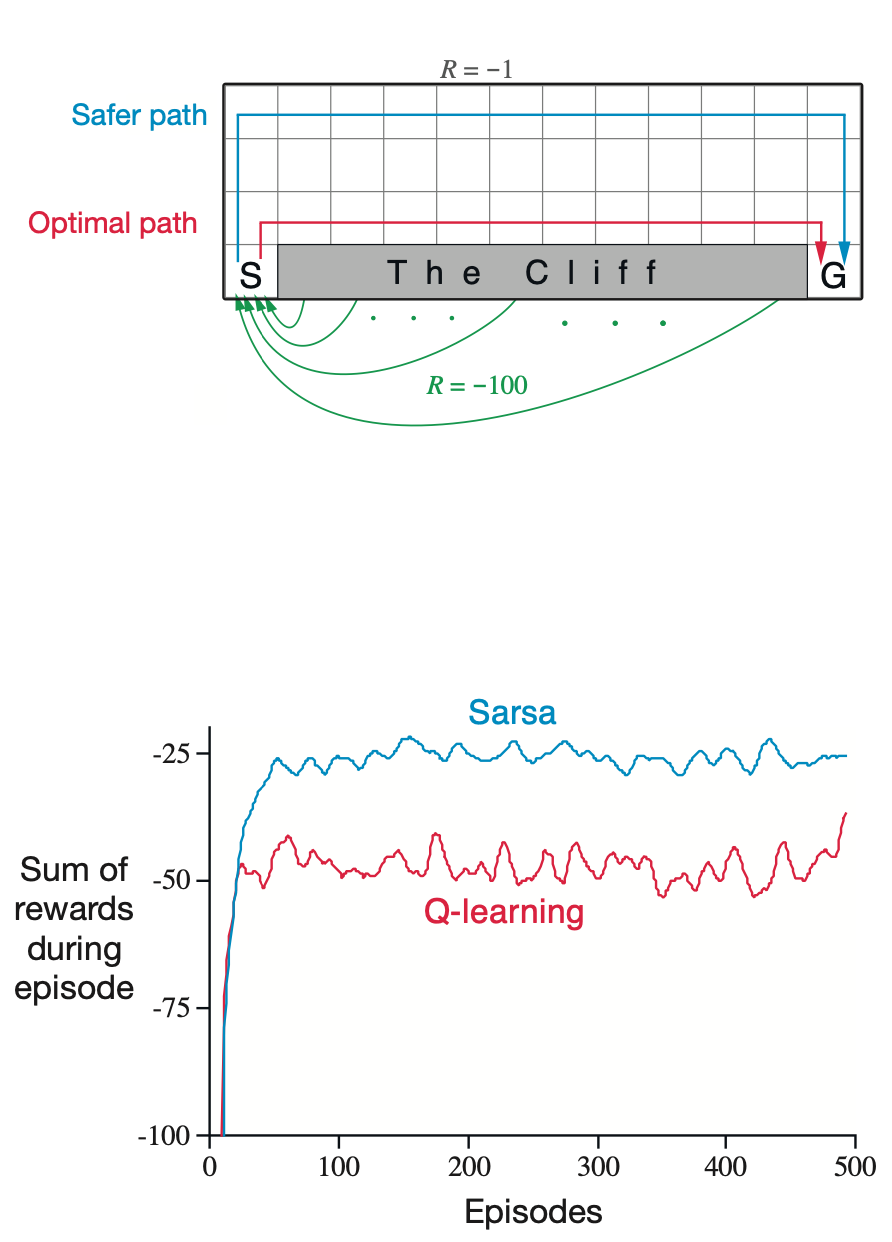 R = −1
Safer path
Optimal path
S
The Cliff
G
R = −100
Sarsa
-25
Sum of
rewards
during
episode
-50
Q-learning
-75
-100
0 100 200 300 400 500
Episodes